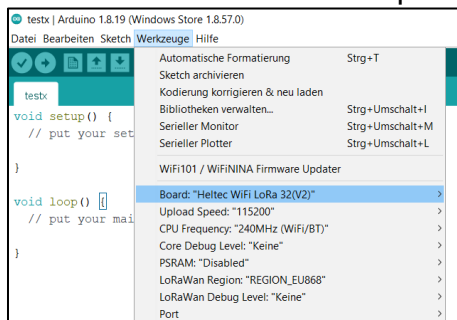 testx | Arduino 1.8.19 (Windows Store 1.8.57.0)
Datei Bearbeiten Sketch Werkzeuge Hilfe
Automatische Formatierung Strg+T
Sketch archivieren
Kodierung korrigieren & neu laden
Bibliotheken verwalten... Strg+Umschalt+I
Serieller Monitor Strg+Umschalt+M
Serieller Plotter Strg+Umschalt+L
WiFi101 / WiFiNINA Firmware Updater
Board: "Heltec WiFi LoRa 32(V2)"
Upload Speed: "115200"
CPU Frequency: "240MHz (WiFi/BT)"
Core Debug Level: "Keine"
PSRAM: "Disabled"
LoRaWan Region: "REGION_EU868"
LoRaWan Debug Level: "Keine"
Port
testx
void setup() {
// put your set
}
void loop() {
// put your mai
}